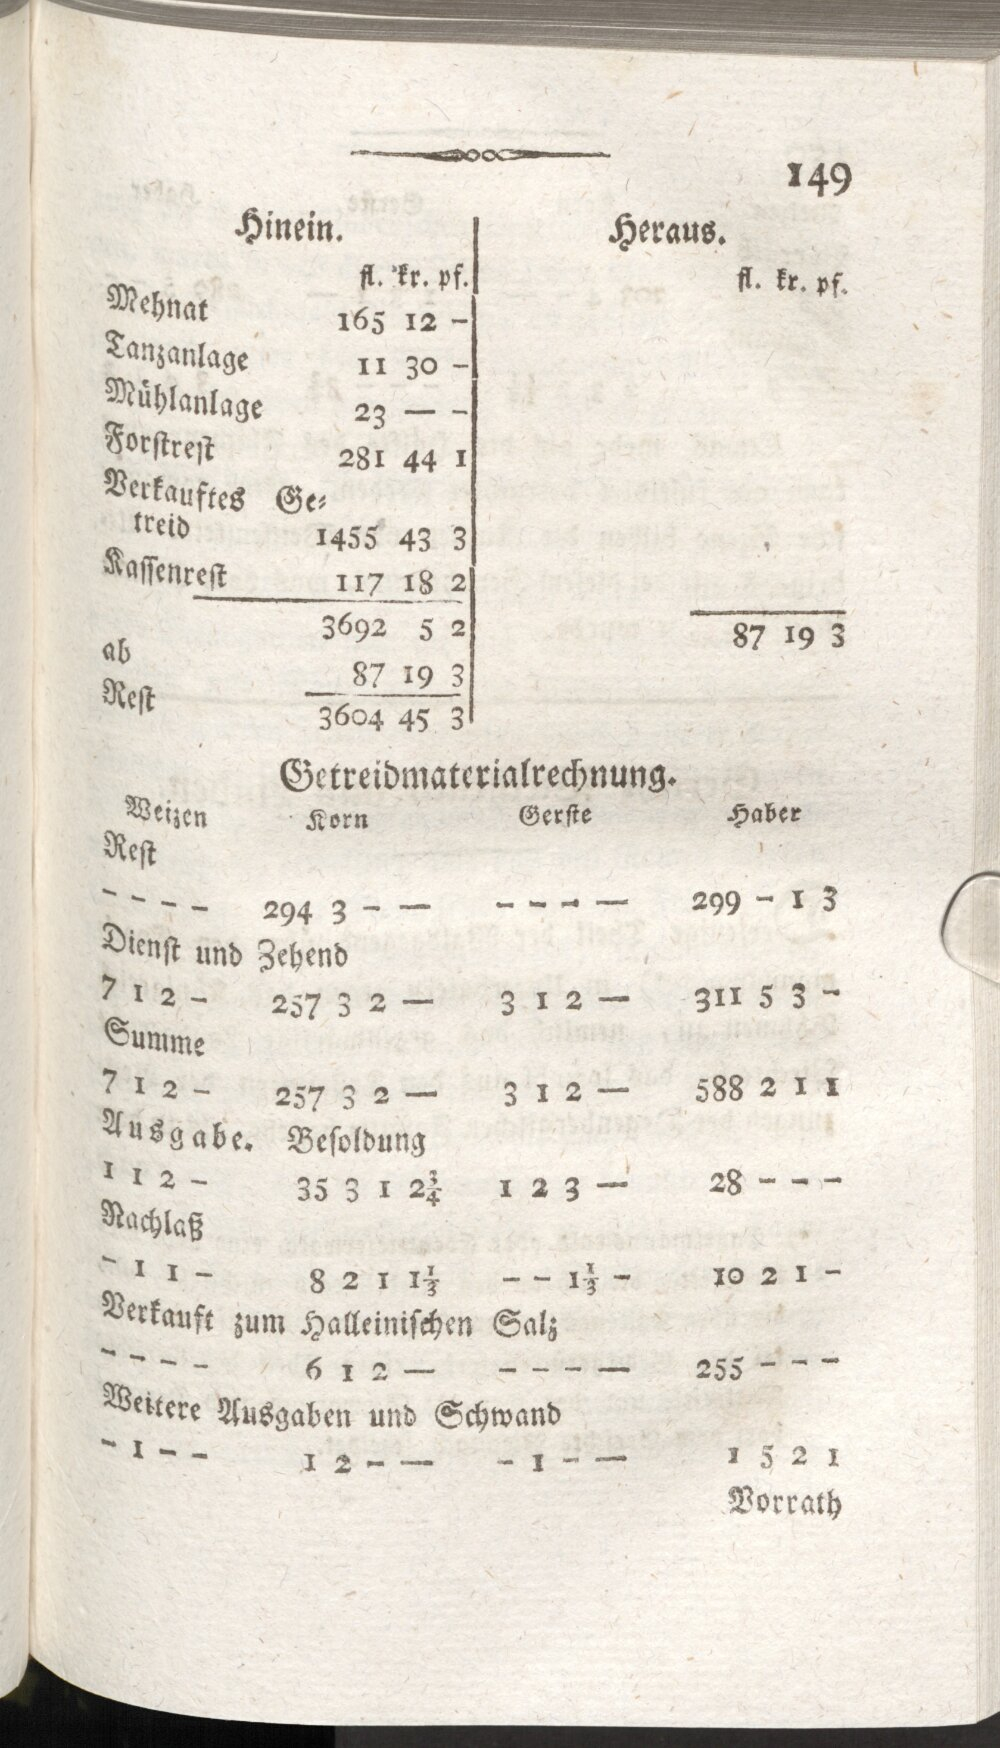 149
Hinein. Heraus.
fl. kr. pf. fl. kr. pf.
Mehnat 165 12 –
Tanzanlage 11 30 –
Mühlanlage 23 — –
Forstrest 281 44 1
Verkauftes Ge⸗
treid 1455 43 3
Kassenrest 117 18 2
3692 5 2 87 19 3
ab 87 19 3
Rest 3604 45 3
Getreidmaterialrechnung.
Weizen Korn Gerste Haber
Rest
– – – – 294 3 – — – – – — 299 – 1 3
Dienst und Zehend
7 1 2 – 257 3 2 — 3 1 2 — 311 5 3 –
Summe
7 1 2 – 257 3 2 — 3 1 2 — 588 2 1 1
Ausgabe. Besoldung
1 1 2 – 35 3 1 2¾ 1 2 3 — 28 – – –
Nachlaß
– 1 1 – 8 2 1 1⅓ – – 1⅓ – 10 2 1 –
Verkauft zum Halleinischen Salz
– – – – 6 1 2 — – – – — 255 – – –
Weitere Ausgaben und Schwand
– 1 – – 1 2 – — – 1 – — 1 5 2 1
Vorrath